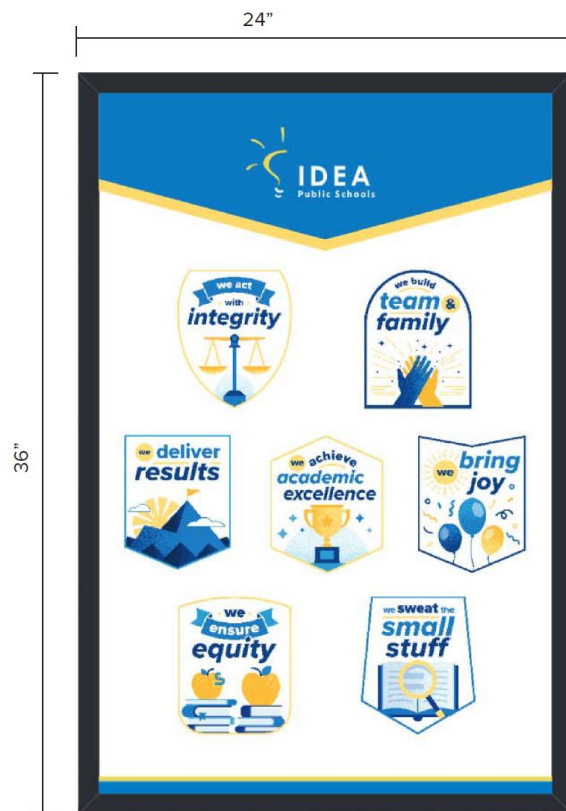 24”
36”
IDEA
Public Schools
we act
with
integrity
we build
team &
family
we deliver
results
we achieve
academic
excellence
we bring
joy
we
ensure
equity
we sweat the
small
stuff